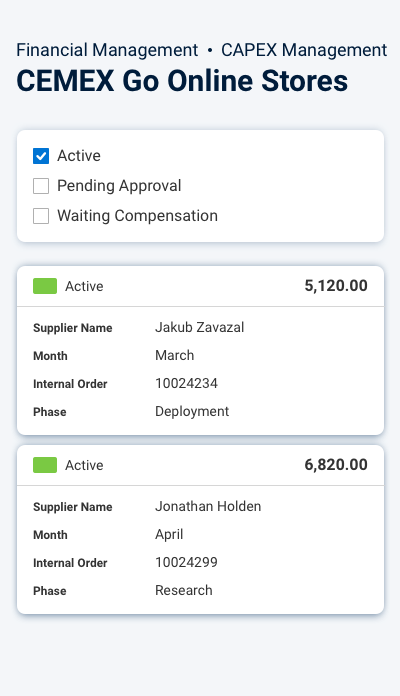 Financial Management • CAPEX Management
CEMEX Go Online Stores
Active
Pending Approval
Waiting Compensation
Active 5,120.00
Supplier Name Jakub Zavazal
Month March
Internal Order 10024234
Phase Deployment
Active 6,820.00
Supplier Name Jonathan Holden
Month April
Internal Order 10024299
Phase Research